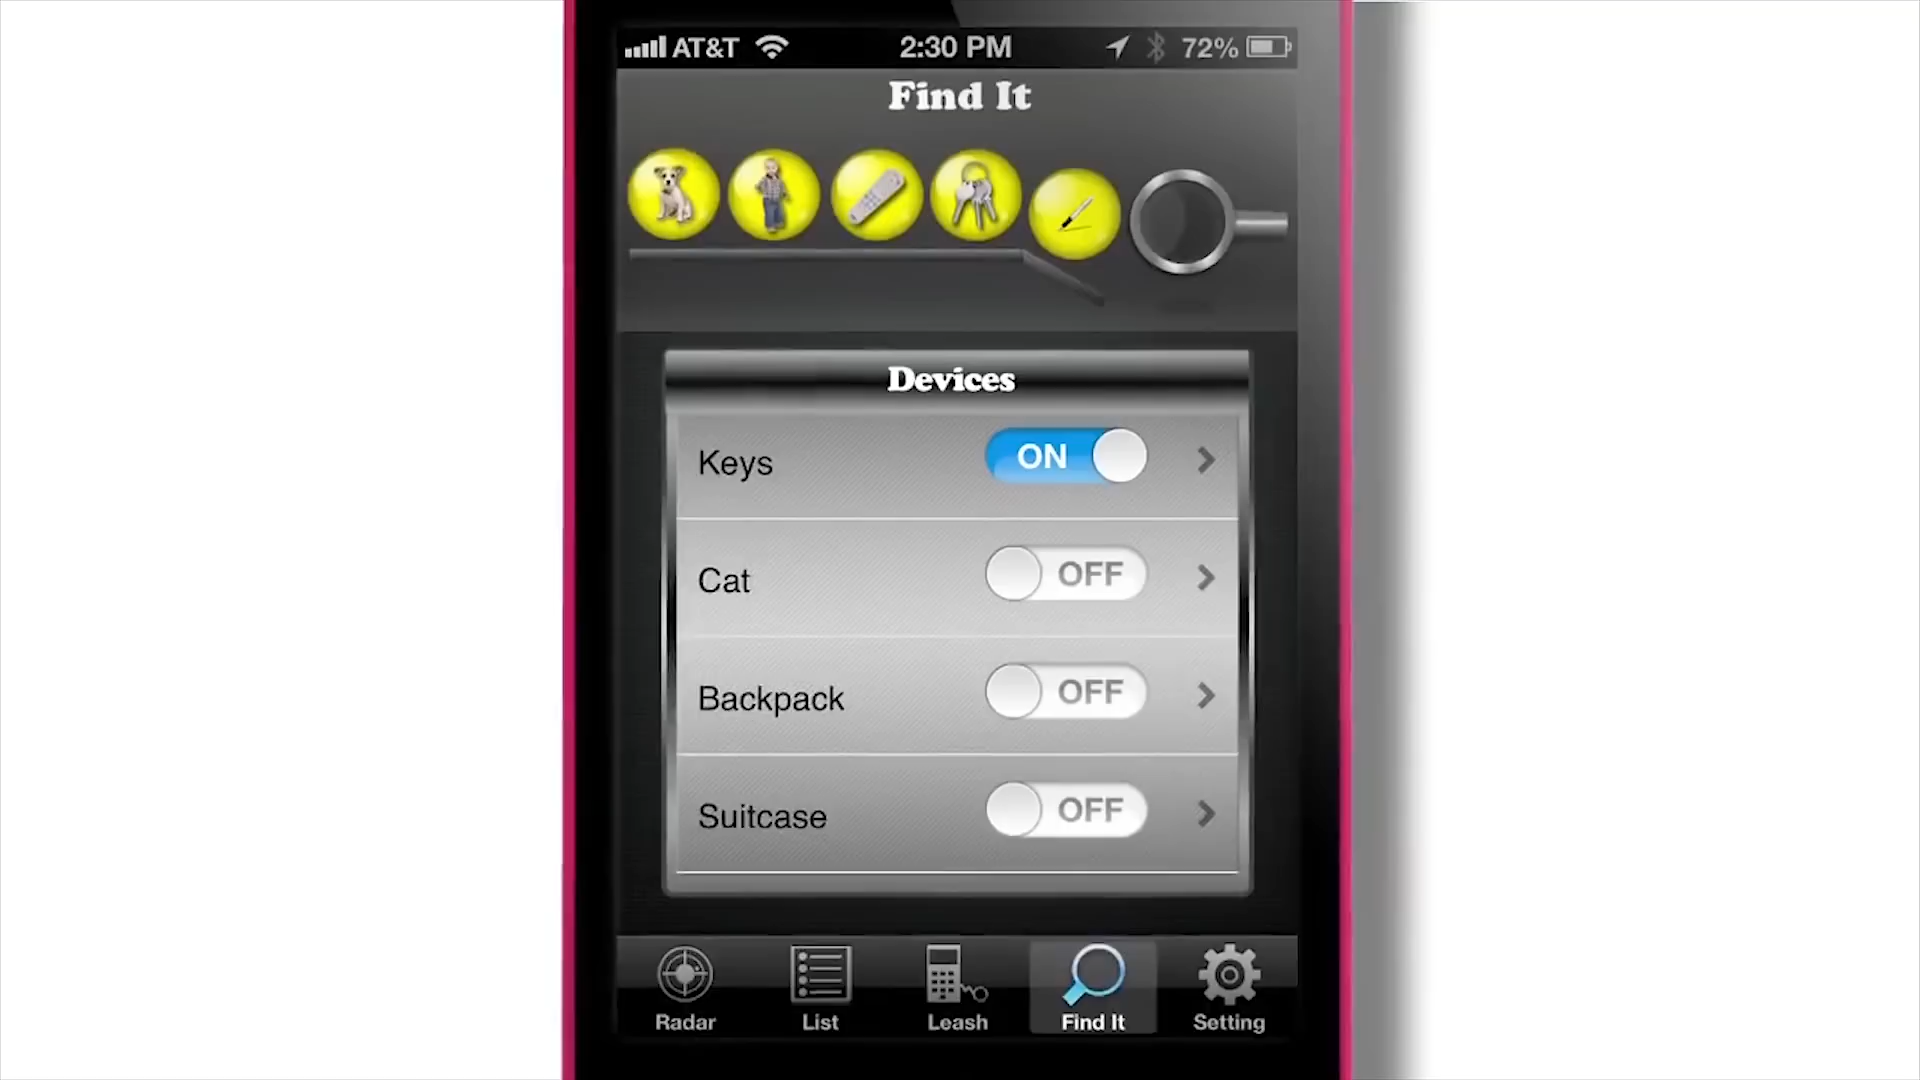 AT&T 2:30 PM 72%
Find It
Devices
Keys ON
Cat OFF
Backpack OFF
Suitcase OFF
Radar List Leash Find It Setting